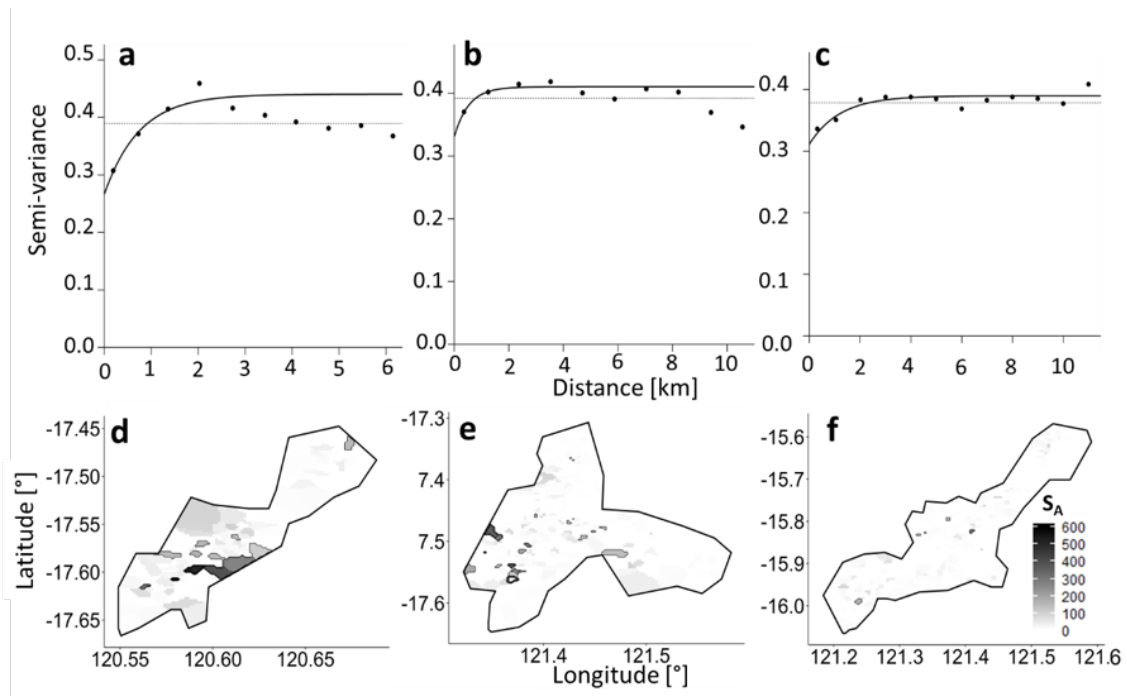 a
b
c
0.5
0.4
0.3
0.2
0.1
0.0
0.4
0.3
0.2
0.1
0.0
0.4
0.3
0.2
0.1
0.0
Semi-variance
0 1 2 3 4 5 6
0 2 4 6 8 10
0 2 4 6 8 10
Distance [km]
d
e
f
-17.45
-17.50
-17.55
-17.60
-17.65
-17.3
7.4
7.5
-17.6
-15.6
-15.7
-15.8
-15.9
-16.0
Latitude [°]
SA
600
500
400
300
200
100
0
120.55 120.60 120.65
121.4 121.5
121.2 121.3 121.4 121.5 121.6
Longitude [°]